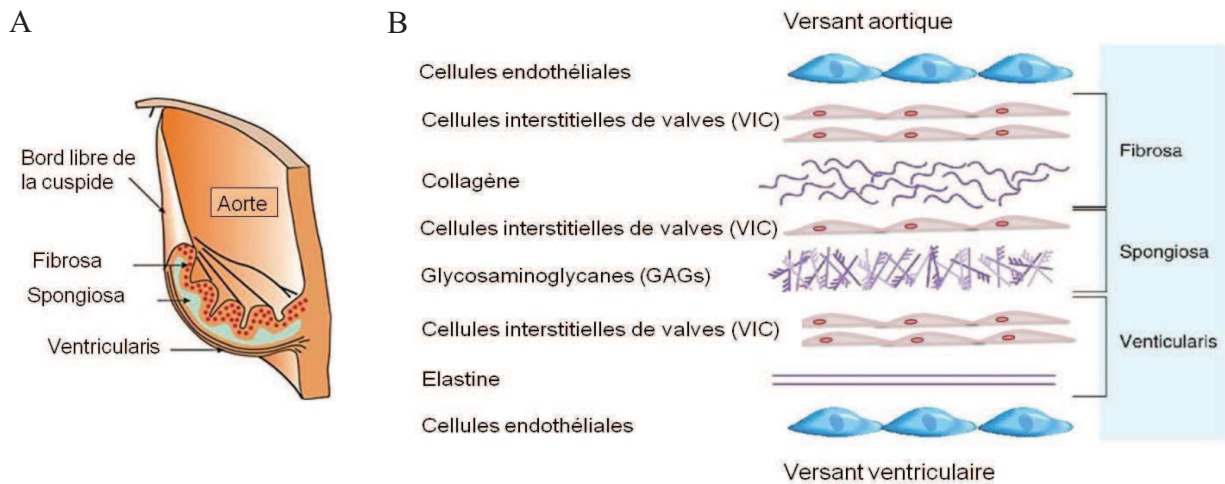 A
Bord libre de
la cuspide
Aorte
Fibrosa
Spongiosa
Ventricularis
B
Versant aortique
Cellules endothéliales
Cellules interstitielles de valves (VIC)
Collagène
Cellules interstitielles de valves (VIC)
Glycosaminoglycanes (GAGs)
Cellules interstitielles de valves (VIC)
Elastine
Cellules endothéliales
Versant ventriculaire
Fibrosa
Spongiosa
Venticularis